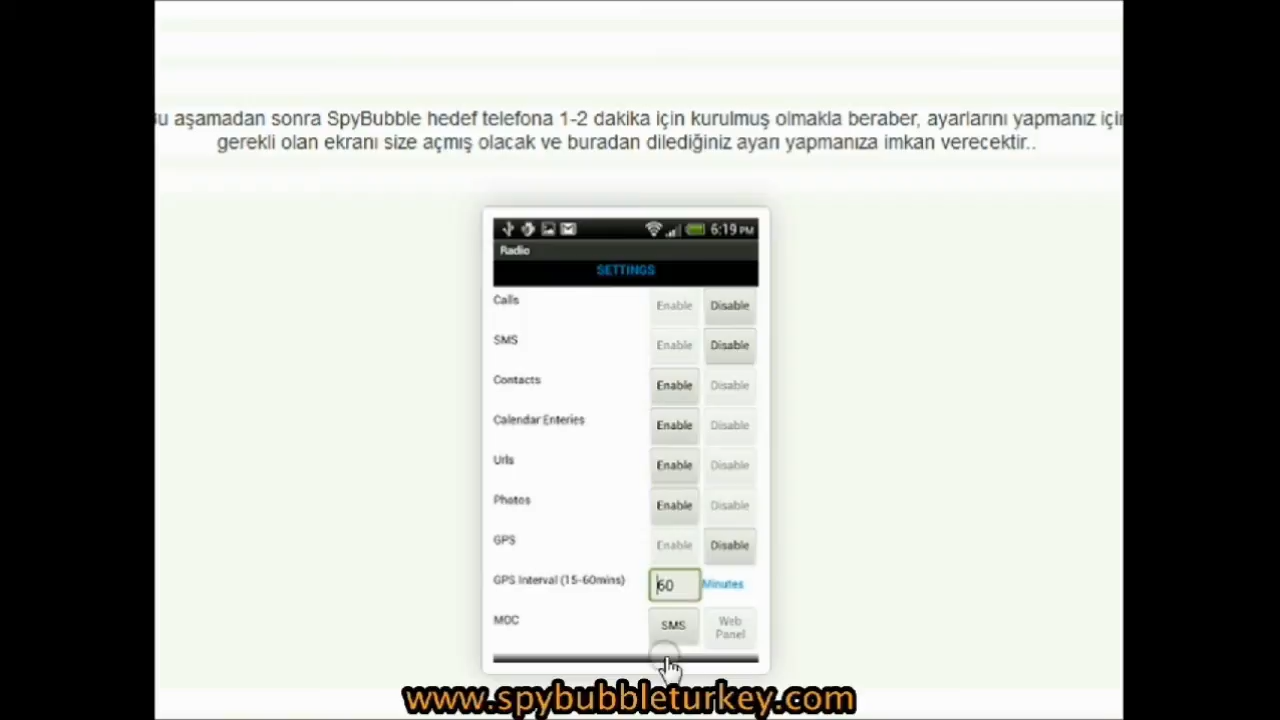 Bu aşamadan sonra SpyBubble hedef telefona 1-2 dakika için kurulmuş olmakla beraber, ayarlarını yapmanız için
gerekli olan ekranı size açmış olacak ve buradan dilediğiniz ayarı yapmanıza imkan verecektir..
6:19 PM
Radio
SETTINGS
Calls Enable Disable
SMS Enable Disable
Contacts Enable Disable
Calendar Enteries Enable Disable
Urls Enable Disable
Photos Enable Disable
GPS Enable Disable
GPS Interval (15-60mins) 60 Minutes
MOC SMS Web Panel
www.spybubbleturkey.com